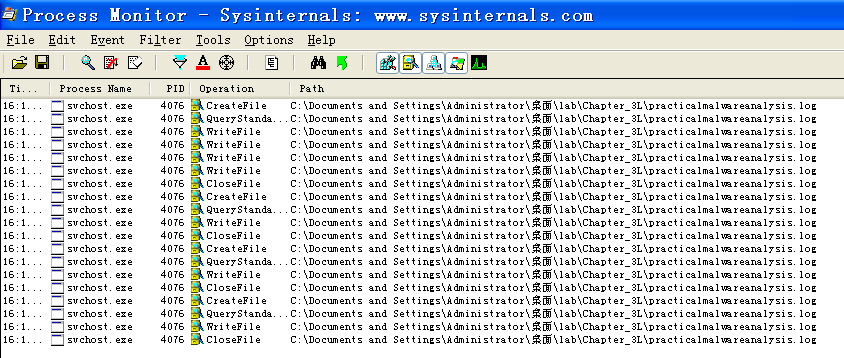 Process Monitor - Sysinternals: www.sysinternals.com
File Edit Event Filter Tools Options Help
Ti... Process Name PID Operation Path
16:1... svchost.exe 4076 CreateFile C:\Documents and Settings\Administrator\桌面\lab\Chapter_3L\practicalmalwareanalysis.log
16:1... svchost.exe 4076 QueryStanda... C:\Documents and Settings\Administrator\桌面\lab\Chapter_3L\practicalmalwareanalysis.log
16:1... svchost.exe 4076 WriteFile C:\Documents and Settings\Administrator\桌面\lab\Chapter_3L\practicalmalwareanalysis.log
16:1... svchost.exe 4076 WriteFile C:\Documents and Settings\Administrator\桌面\lab\Chapter_3L\practicalmalwareanalysis.log
16:1... svchost.exe 4076 WriteFile C:\Documents and Settings\Administrator\桌面\lab\Chapter_3L\practicalmalwareanalysis.log
16:1... svchost.exe 4076 WriteFile C:\Documents and Settings\Administrator\桌面\lab\Chapter_3L\practicalmalwareanalysis.log
16:1... svchost.exe 4076 CloseFile C:\Documents and Settings\Administrator\桌面\lab\Chapter_3L\practicalmalwareanalysis.log
16:1... svchost.exe 4076 CreateFile C:\Documents and Settings\Administrator\桌面\lab\Chapter_3L\practicalmalwareanalysis.log
16:1... svchost.exe 4076 QueryStanda... C:\Documents and Settings\Administrator\桌面\lab\Chapter_3L\practicalmalwareanalysis.log
16:1... svchost.exe 4076 WriteFile C:\Documents and Settings\Administrator\桌面\lab\Chapter_3L\practicalmalwareanalysis.log
16:1... svchost.exe 4076 CloseFile C:\Documents and Settings\Administrator\桌面\lab\Chapter_3L\practicalmalwareanalysis.log
16:1... svchost.exe 4076 CreateFile C:\Documents and Settings\Administrator\桌面\lab\Chapter_3L\practicalmalwareanalysis.log
16:1... svchost.exe 4076 QueryStanda... C:\Documents and Settings\Administrator\桌面\lab\Chapter_3L\practicalmalwareanalysis.log
16:1... svchost.exe 4076 WriteFile C:\Documents and Settings\Administrator\桌面\lab\Chapter_3L\practicalmalwareanalysis.log
16:1... svchost.exe 4076 CloseFile C:\Documents and Settings\Administrator\桌面\lab\Chapter_3L\practicalmalwareanalysis.log
16:1... svchost.exe 4076 CreateFile C:\Documents and Settings\Administrator\桌面\lab\Chapter_3L\practicalmalwareanalysis.log
16:1... svchost.exe 4076 QueryStanda... C:\Documents and Settings\Administrator\桌面\lab\Chapter_3L\practicalmalwareanalysis.log
16:1... svchost.exe 4076 WriteFile C:\Documents and Settings\Administrator\桌面\lab\Chapter_3L\practicalmalwareanalysis.log
16:1... svchost.exe 4076 CloseFile C:\Documents and Settings\Administrator\桌面\lab\Chapter_3L\practicalmalwareanalysis.log